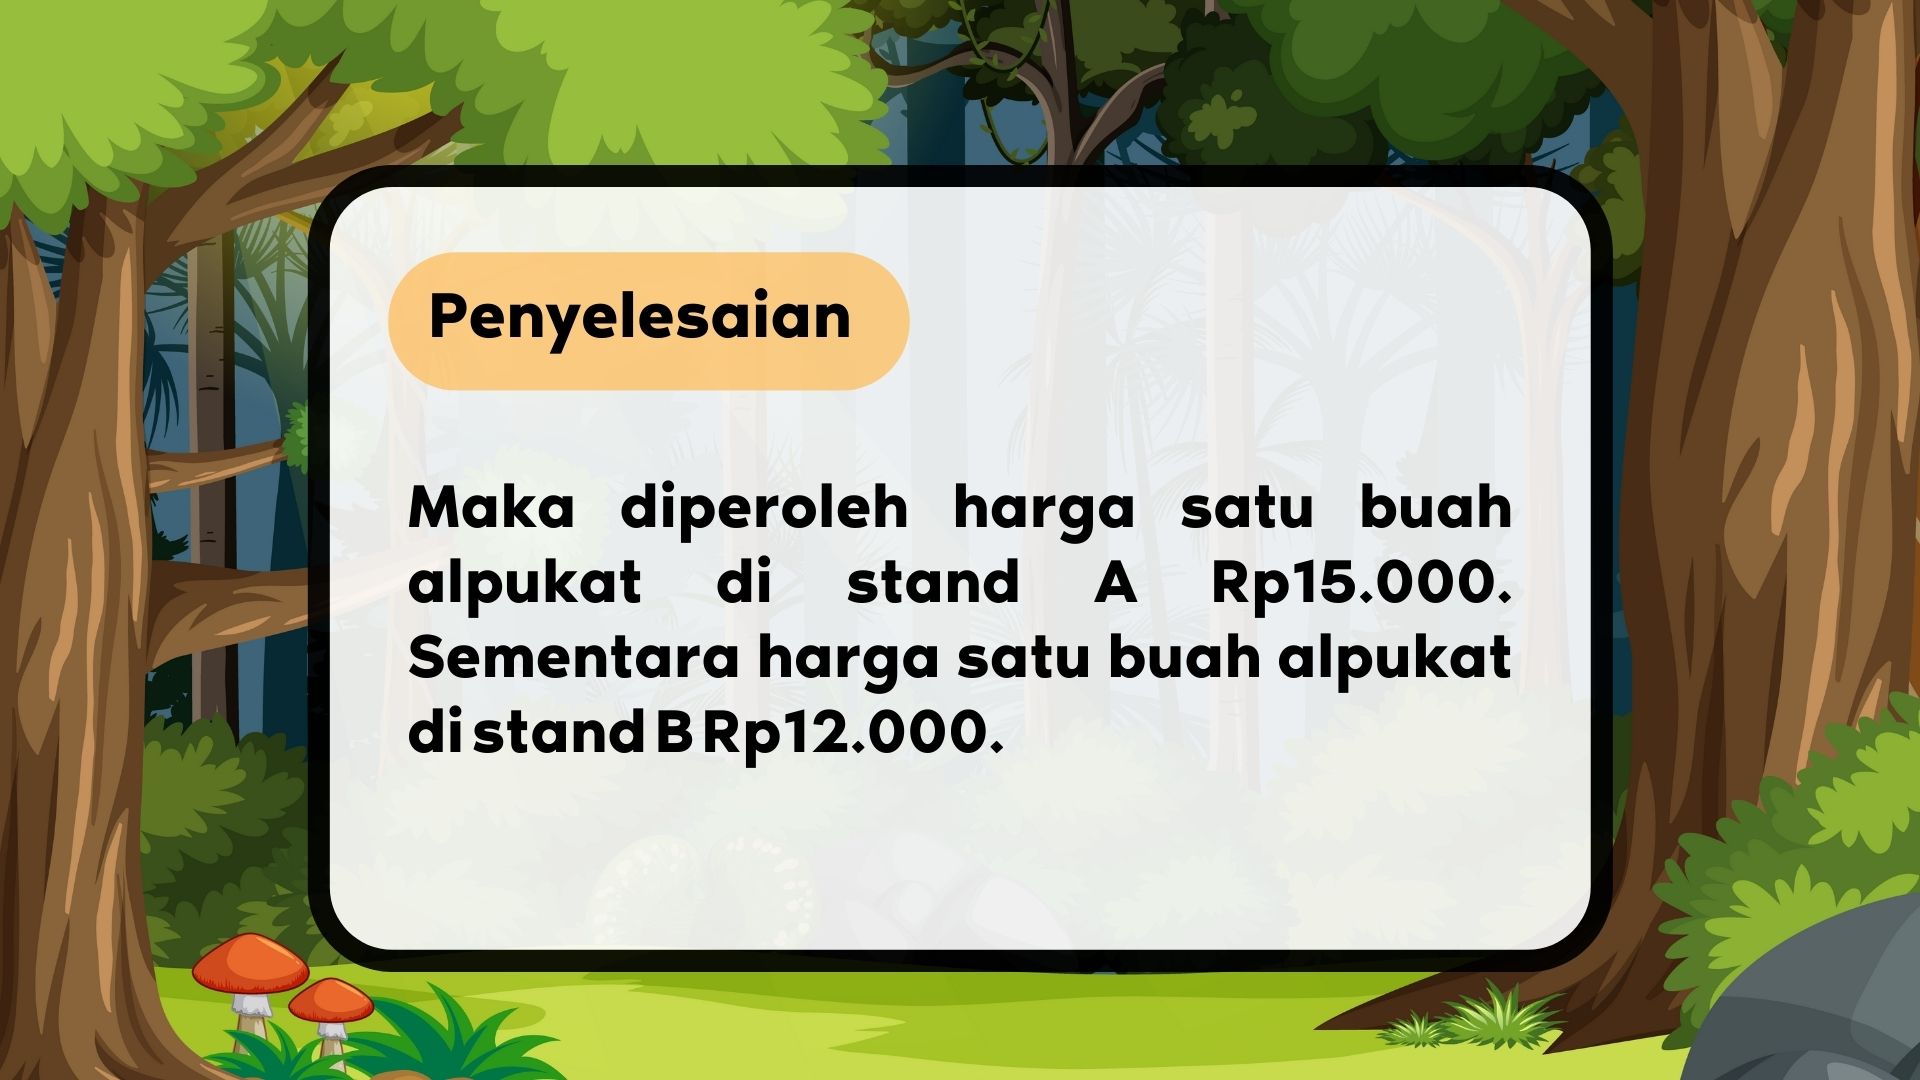 Penyelesaian
Maka diperoleh harga satu buah
alpukat di stand A Rp15.000.
Sementara harga satu buah alpukat
di stand B Rp12.000.